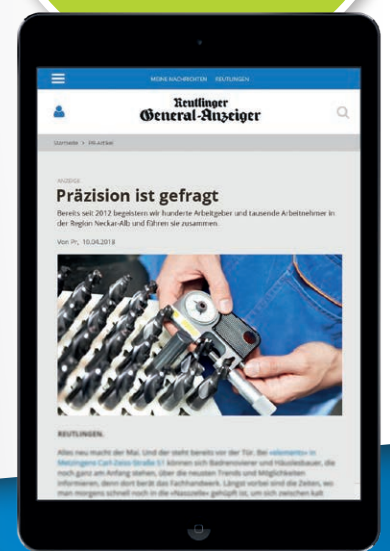 MEINE NACHRICHTEN REUTLINGEN
Reutlinger
General-Anzeiger
Startseite > PR-Artikel
ANZEIGE
Präzision ist gefragt
Bereits seit 2012 begeistern wir hunderte Arbeitgeber und tausende Arbeitnehmer in
der Region Neckar-Alb und führen sie zusammen.
Von Pr, 10.04.2018
REUTLINGEN.
Alles neu macht der Mai. Und der steht bereits vor der Tür. Bei «elements» in
Metzingens Carl-Zeiss-Straße 51 können sich Badrenovierer und Häuslesbauer, die
noch ganz am Anfang stehen, über die neusten Trends und Möglichkeiten
informieren, denn dort berät das Fachhandwerk. Längst vorbei sind die Zeiten, wo
man morgens schnell noch in die «Nasszelle» gehüpft ist, um sich zwischen kalt